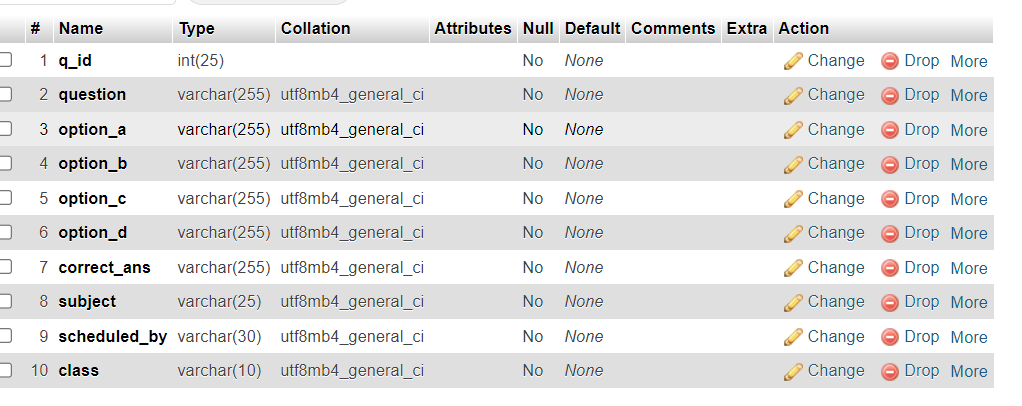 # Name Type Collation Attributes Null Default Comments Extra Action
1 q_id int(25) No None Change Drop More
2 question varchar(255) utf8mb4_general_ci No None Change Drop More
3 option_a varchar(255) utf8mb4_general_ci No None Change Drop More
4 option_b varchar(255) utf8mb4_general_ci No None Change Drop More
5 option_c varchar(255) utf8mb4_general_ci No None Change Drop More
6 option_d varchar(255) utf8mb4_general_ci No None Change Drop More
7 correct_ans varchar(255) utf8mb4_general_ci No None Change Drop More
8 subject varchar(25) utf8mb4_general_ci No None Change Drop More
9 scheduled_by varchar(30) utf8mb4_general_ci No None Change Drop More
10 class varchar(10) utf8mb4_general_ci No None Change Drop More